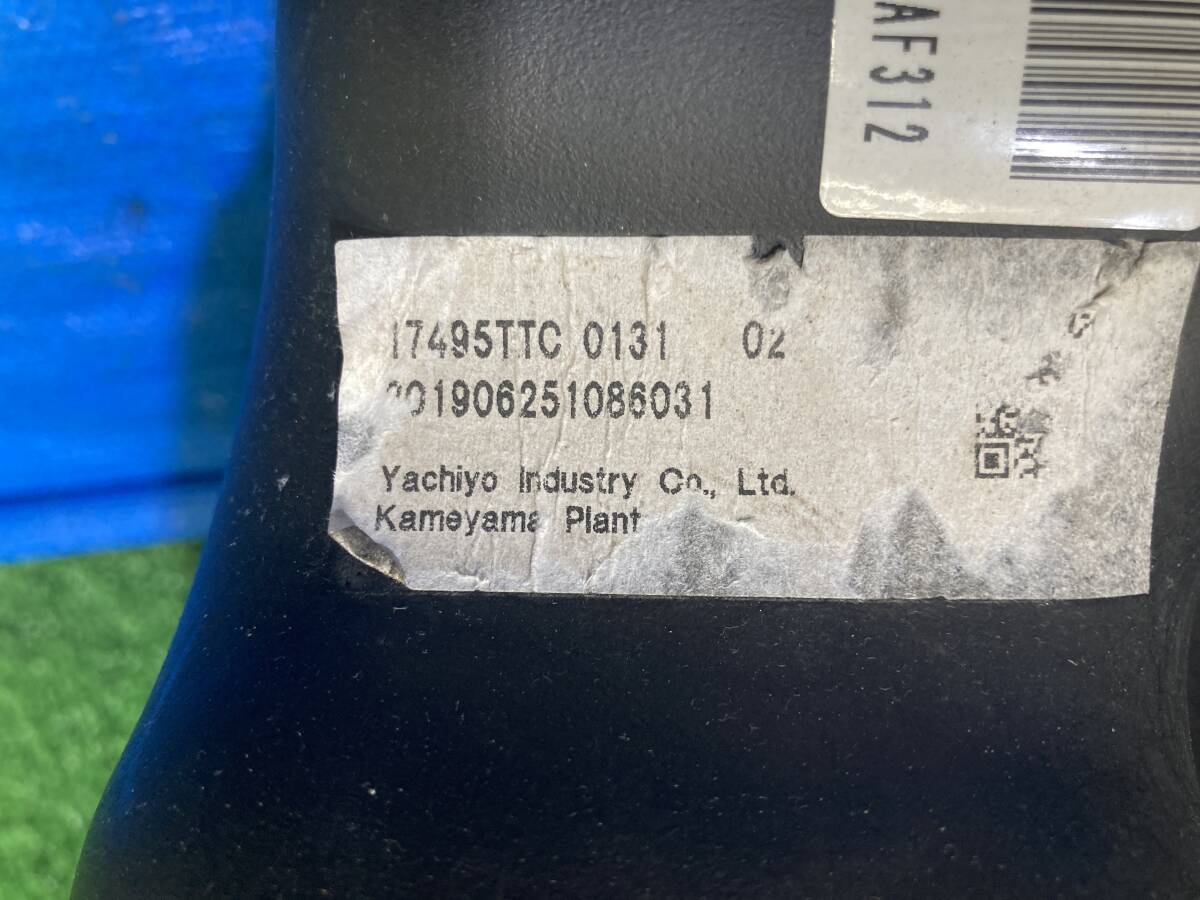 AF312
17495TTC 0131 02
201906251086031
Yachiyo Industry Co., Ltd.
Kameyama Plant